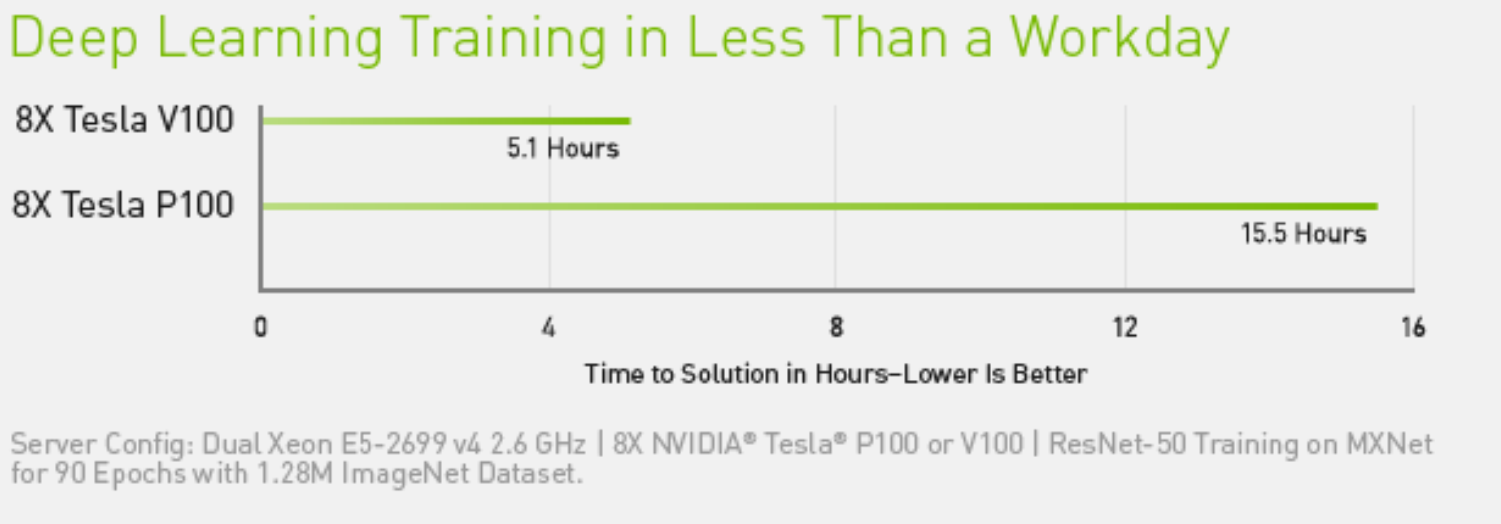 Deep Learning Training in Less Than a Workday
8X Tesla V100
5.1 Hours
8X Tesla P100
15.5 Hours
0 4 8 12 16
Time to Solution in Hours–Lower Is Better
Server Config: Dual Xeon E5-2699 v4 2.6 GHz | 8X NVIDIA® Tesla® P100 or V100 | ResNet-50 Training on MXNet
for 90 Epochs with 1.28M ImageNet Dataset.